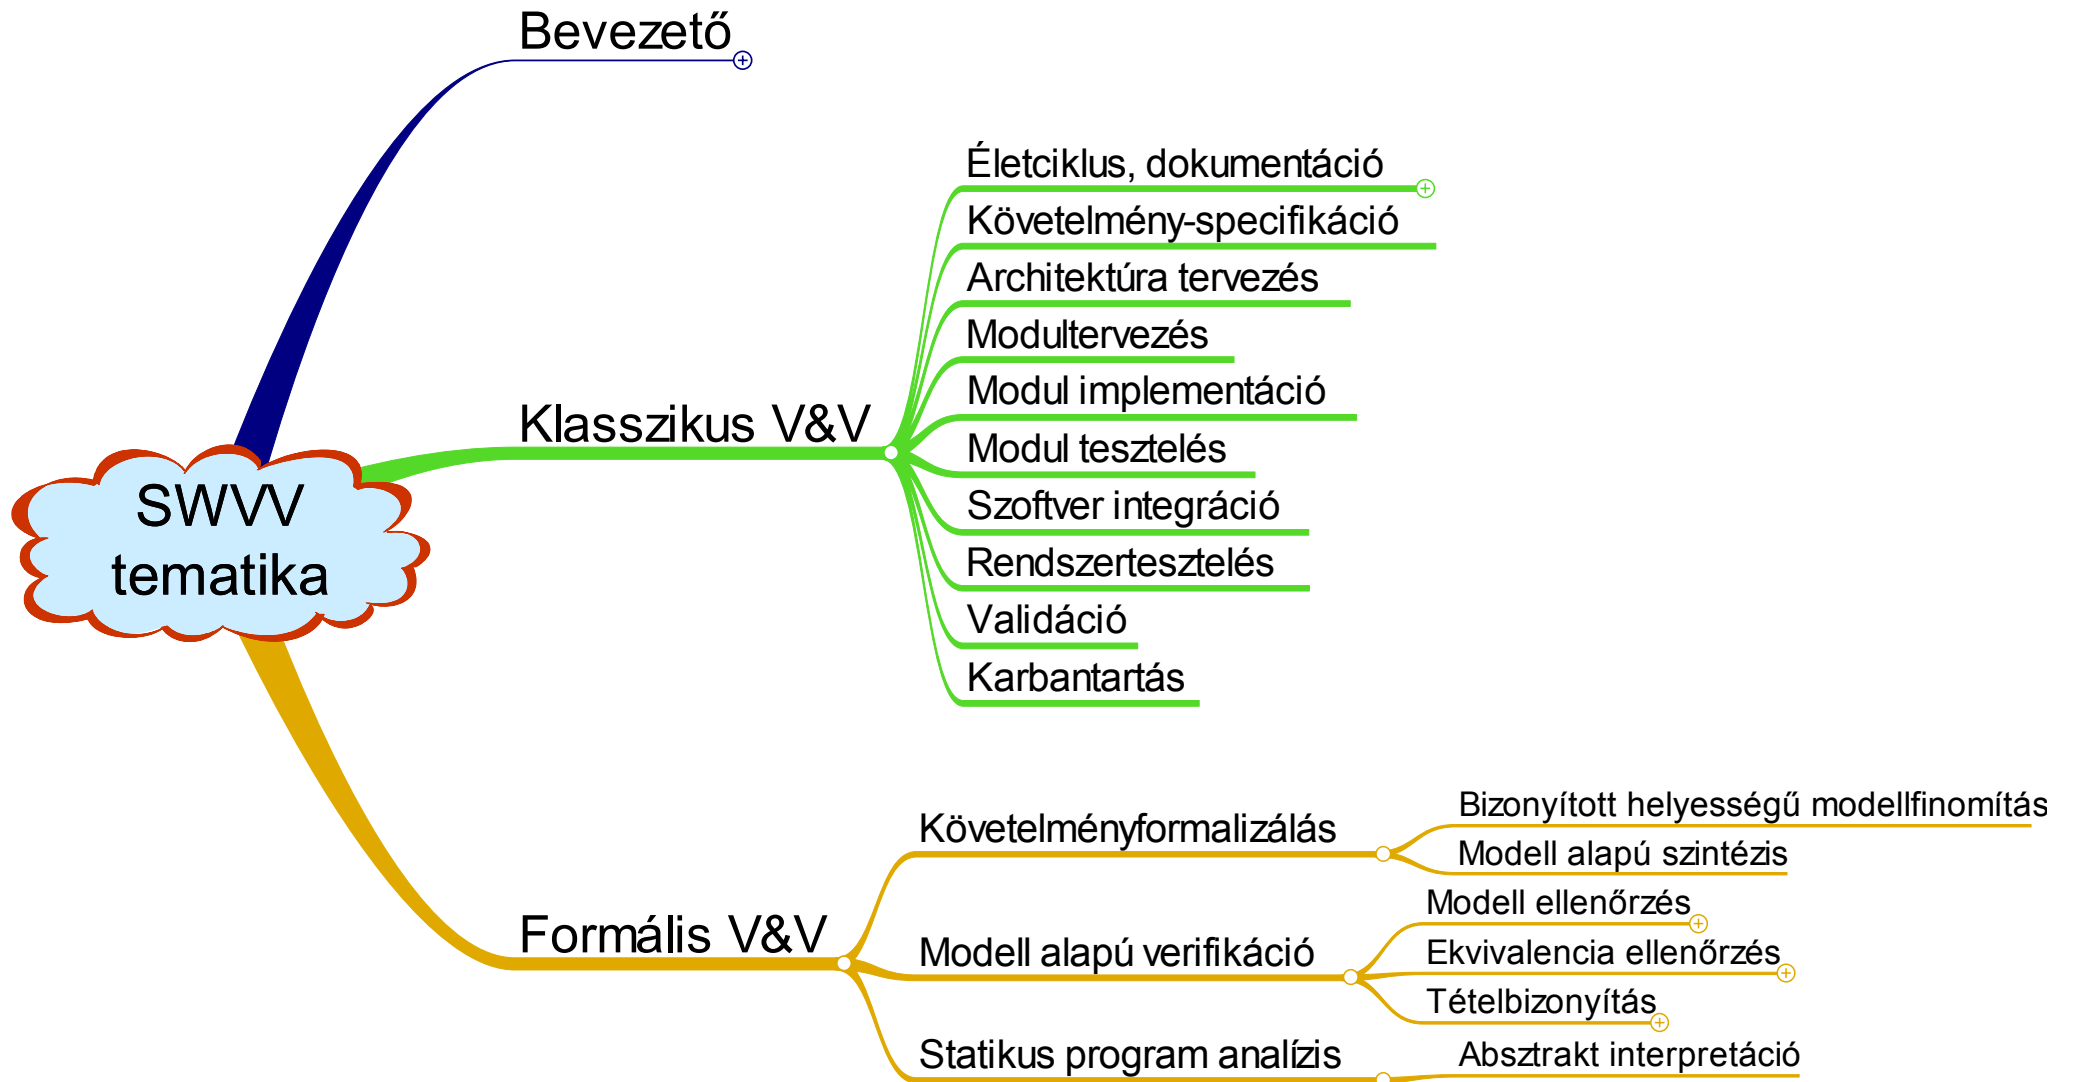 Bevezető
Életciklus, dokumentáció
Követelmény-specifikáció
Architektúra tervezés
Modultervezés
Modul implementáció
Klasszikus V&V
Modul tesztelés
SWVV
tematika
Szoftver integráció
Rendszertesztelés
Validáció
Karbantartás
Bizonyított helyességű modellfinomítás
Követelményformalizálás
Modell alapú szintézis
Modell ellenőrzés
Formális V&V
Modell alapú verifikáció
Ekvivalencia ellenőrzés
Tételbizonyítás
Statikus program analízis
Absztrakt interpretáció